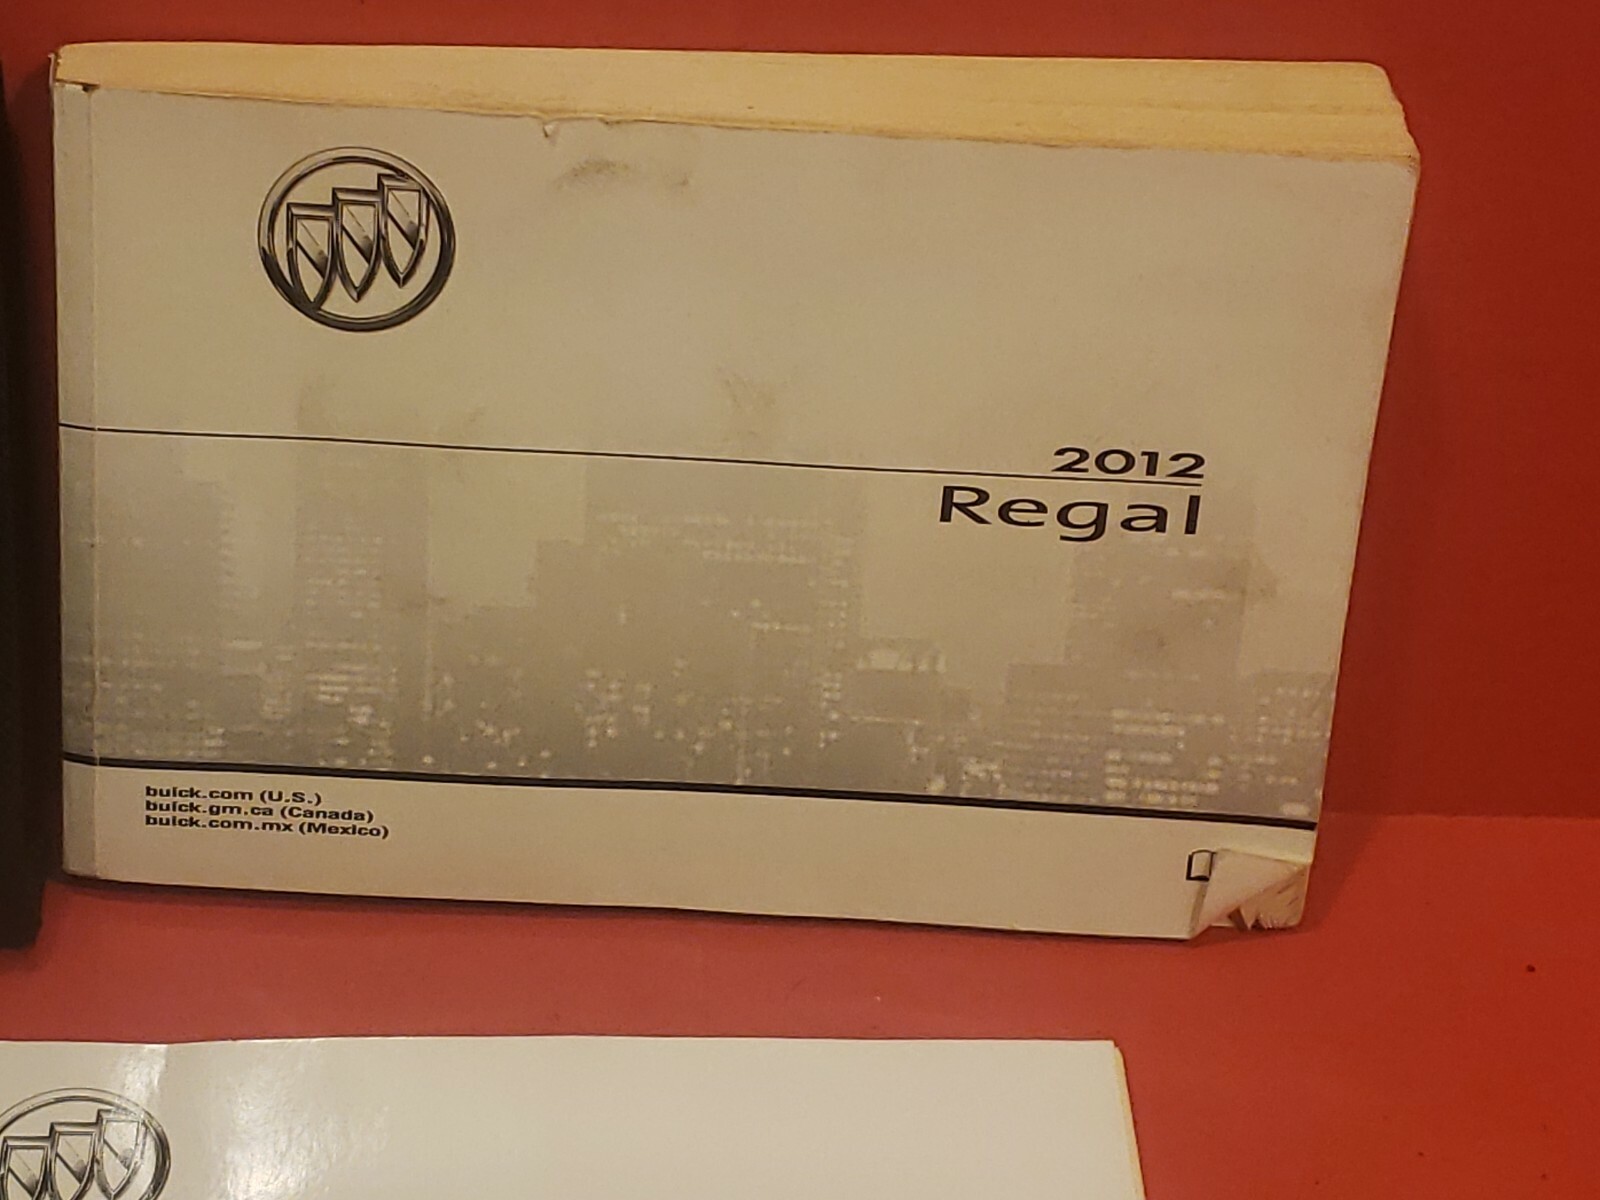 2012
Regal
buick.com (U.S.)
buick.gm.ca (Canada)
buick.com.mx (Mexico)